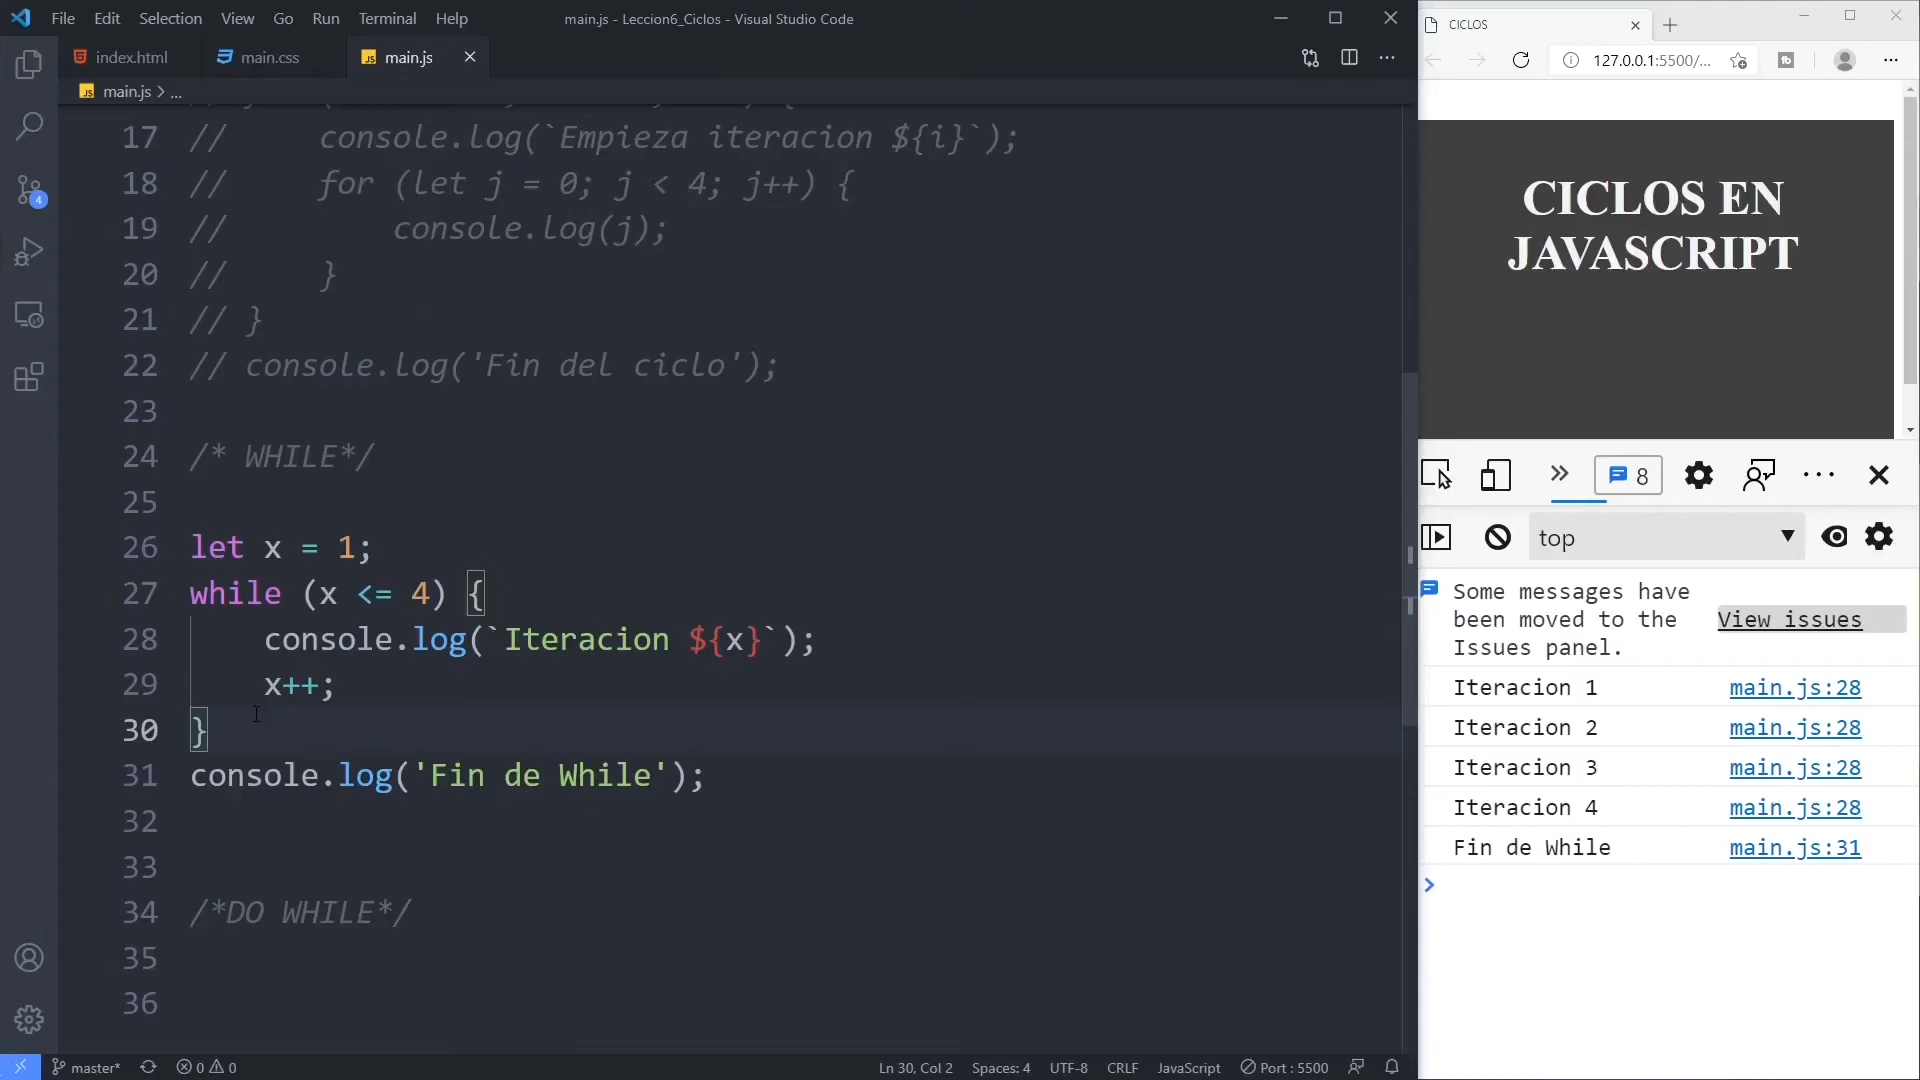 File Edit Selection View Go Run Terminal Help
main.js - Leccion6_Ciclos - Visual Studio Code
index.html
main.css
JS main.js
JS main.js > ...
17 // console.log(`Empieza iteracion ${i}`);
18 // for (let j = 0; j < 4; j++) {
19 // console.log(j);
20 // }
21 // }
22 // console.log('Fin del ciclo');
23
24 /* WHILE*/
25
26 let x = 1;
27 while (x <= 4) {
28 console.log(`Iteracion ${x}`);
29 x++;
30 }
31 console.log('Fin de While');
32
33
34 /*DO WHILE*/
35
36
4
master* 0 0
Ln 30, Col 2 Spaces: 4 UTF-8 CRLF JavaScript Port : 5500
CICLOS
127.0.0.1:5500/...
CICLOS EN
JAVASCRIPT
8
top
Some messages have
been moved to the
Issues panel.
View issues
Iteracion 1 main.js:28
Iteracion 2 main.js:28
Iteracion 3 main.js:28
Iteracion 4 main.js:28
Fin de While main.js:31